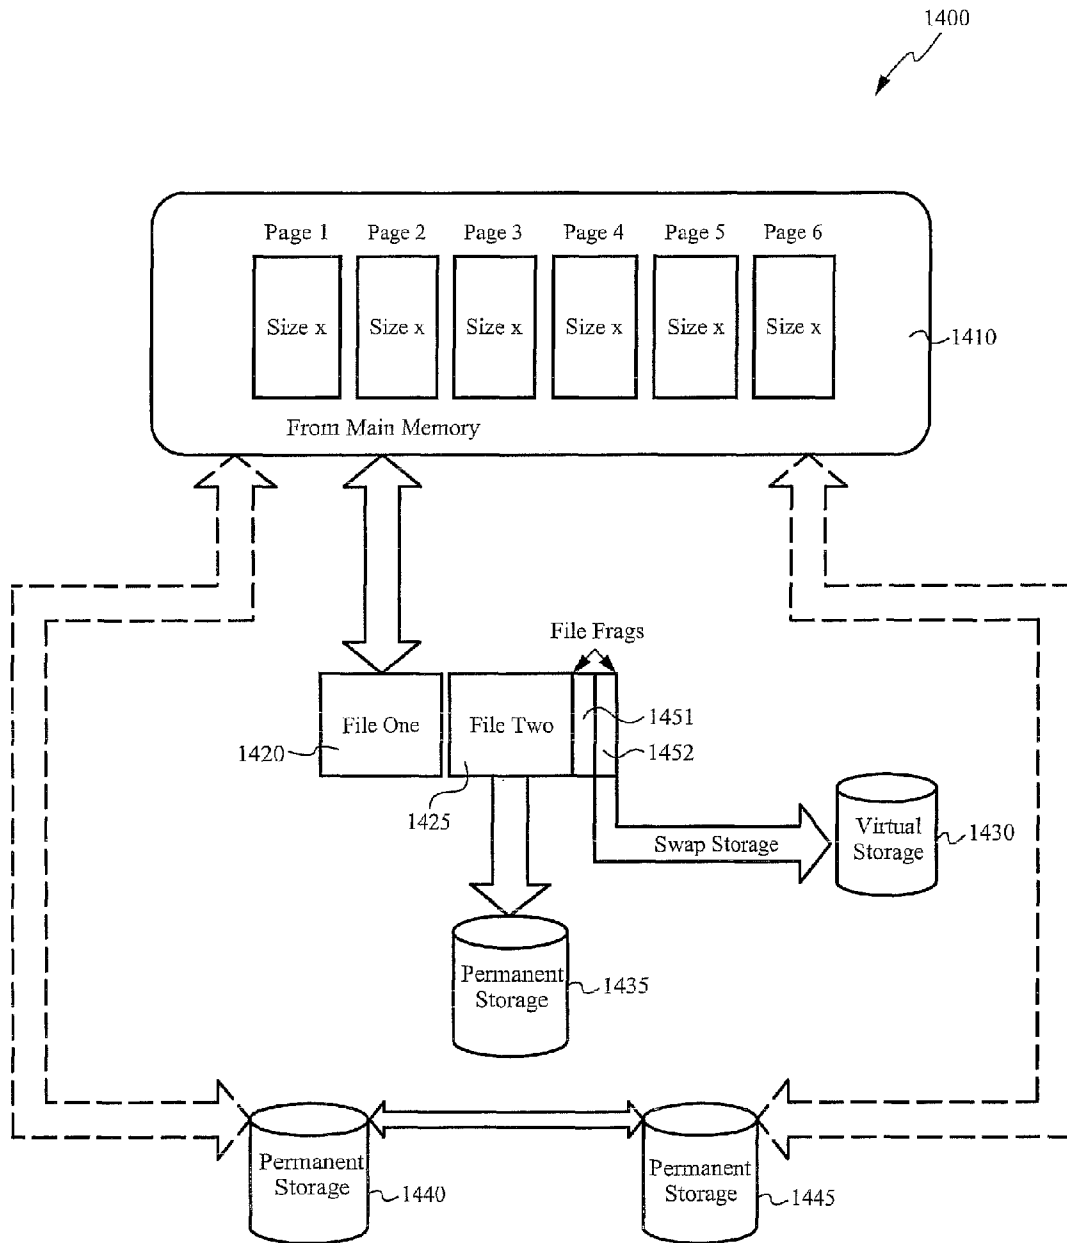 1400
Page 1 Page 2 Page 3 Page 4 Page 5 Page 6
Size x Size x Size x Size x Size x Size x
1410
From Main Memory
File Frags
File One File Two 1451
1420 1452
1425
Swap Storage
Virtual
Storage
1430
Permanent
Storage
1435
Permanent
Storage
1440
Permanent
Storage
1445